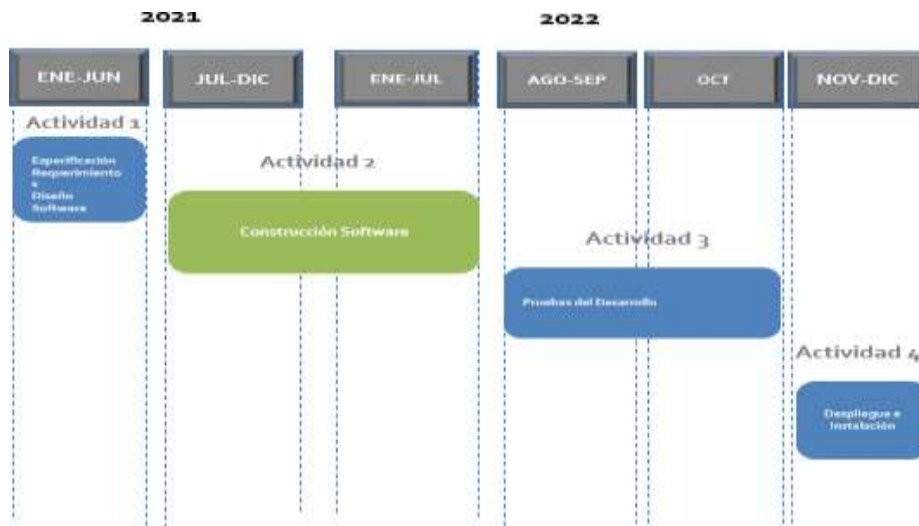 2021
2022
ENE-JUN
JUL-DIC
ENE-JUL
AGO-SEP
OCT
NOV-DIC
Actividad 1
Especificación
Requerimiento
s
Diseño
Software
Actividad 2
Construcción Software
Actividad 3
Pruebas del Desarrollo
Actividad 4
Despliegue e
Instalación